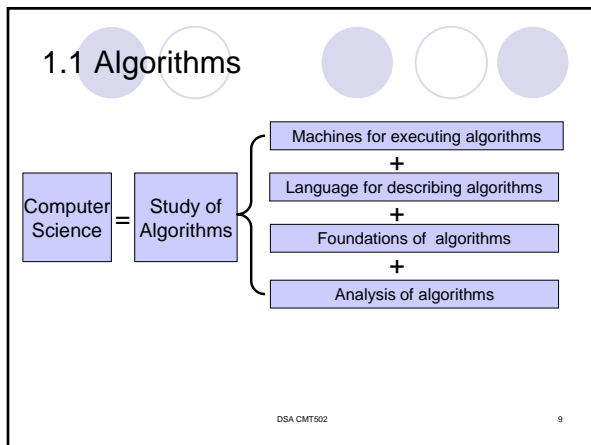 1.1 Algorithms
Computer
Science
=
Study of
Algorithms
Machines for executing algorithms
+
Language for describing algorithms
+
Foundations of algorithms
+
Analysis of algorithms
DSA CMT502
9